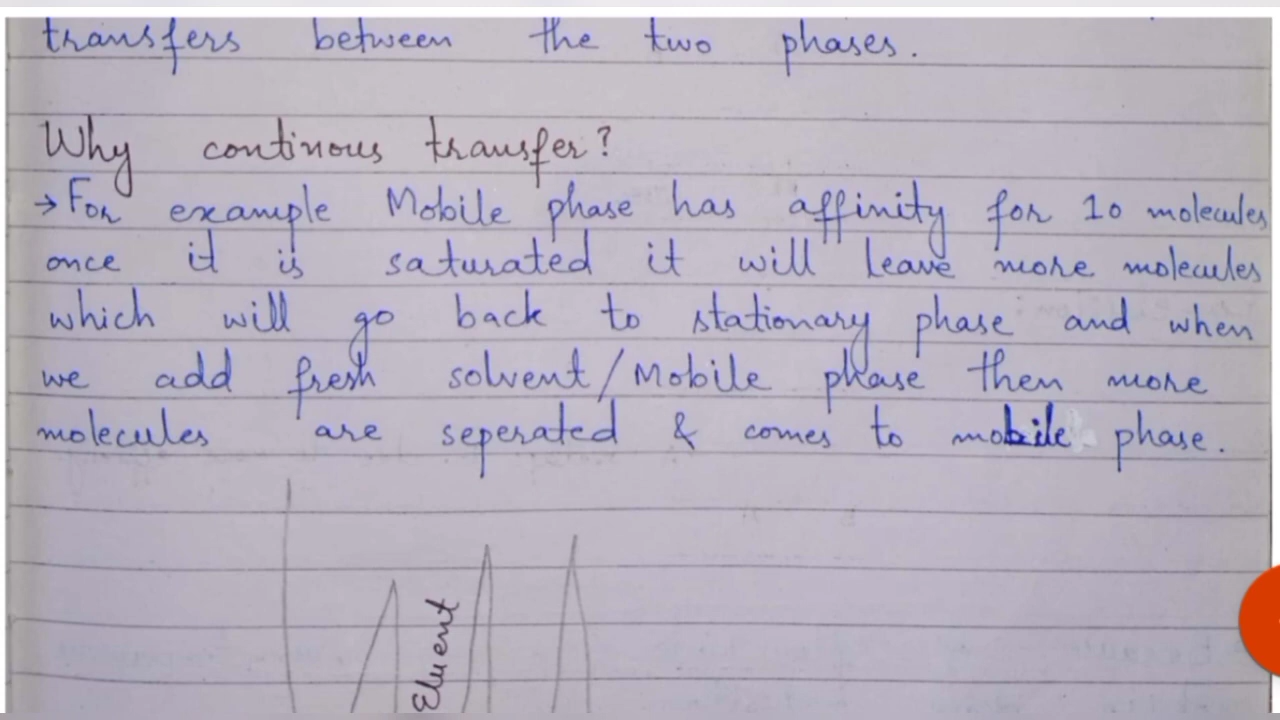 transfers between the two phases.
Why continous transfer?
→ For example Mobile phase has affinity for 10 molecules
once it is saturated it will leave more molecules
which will go back to stationary phase and when
we add fresh solvent/Mobile phase then more
molecules are seperated & comes to mobile phase.
Eluent